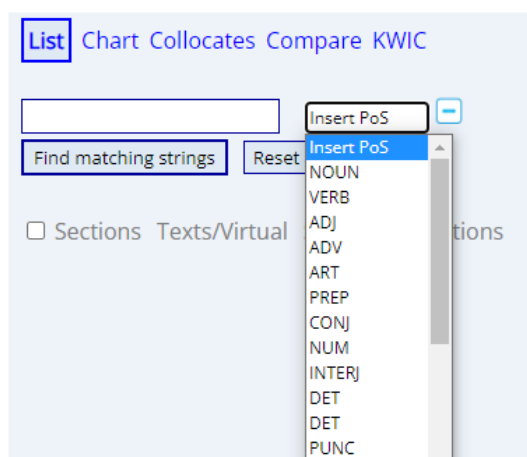 List Chart Collocates Compare KWIC
Insert PoS
Find matching strings Reset
Insert PoS
NOUN
VERB
Sections Texts/Virtual tions
ADJ
ADV
ART
PREP
CONJ
NUM
INTERJ
DET
DET
PUNC